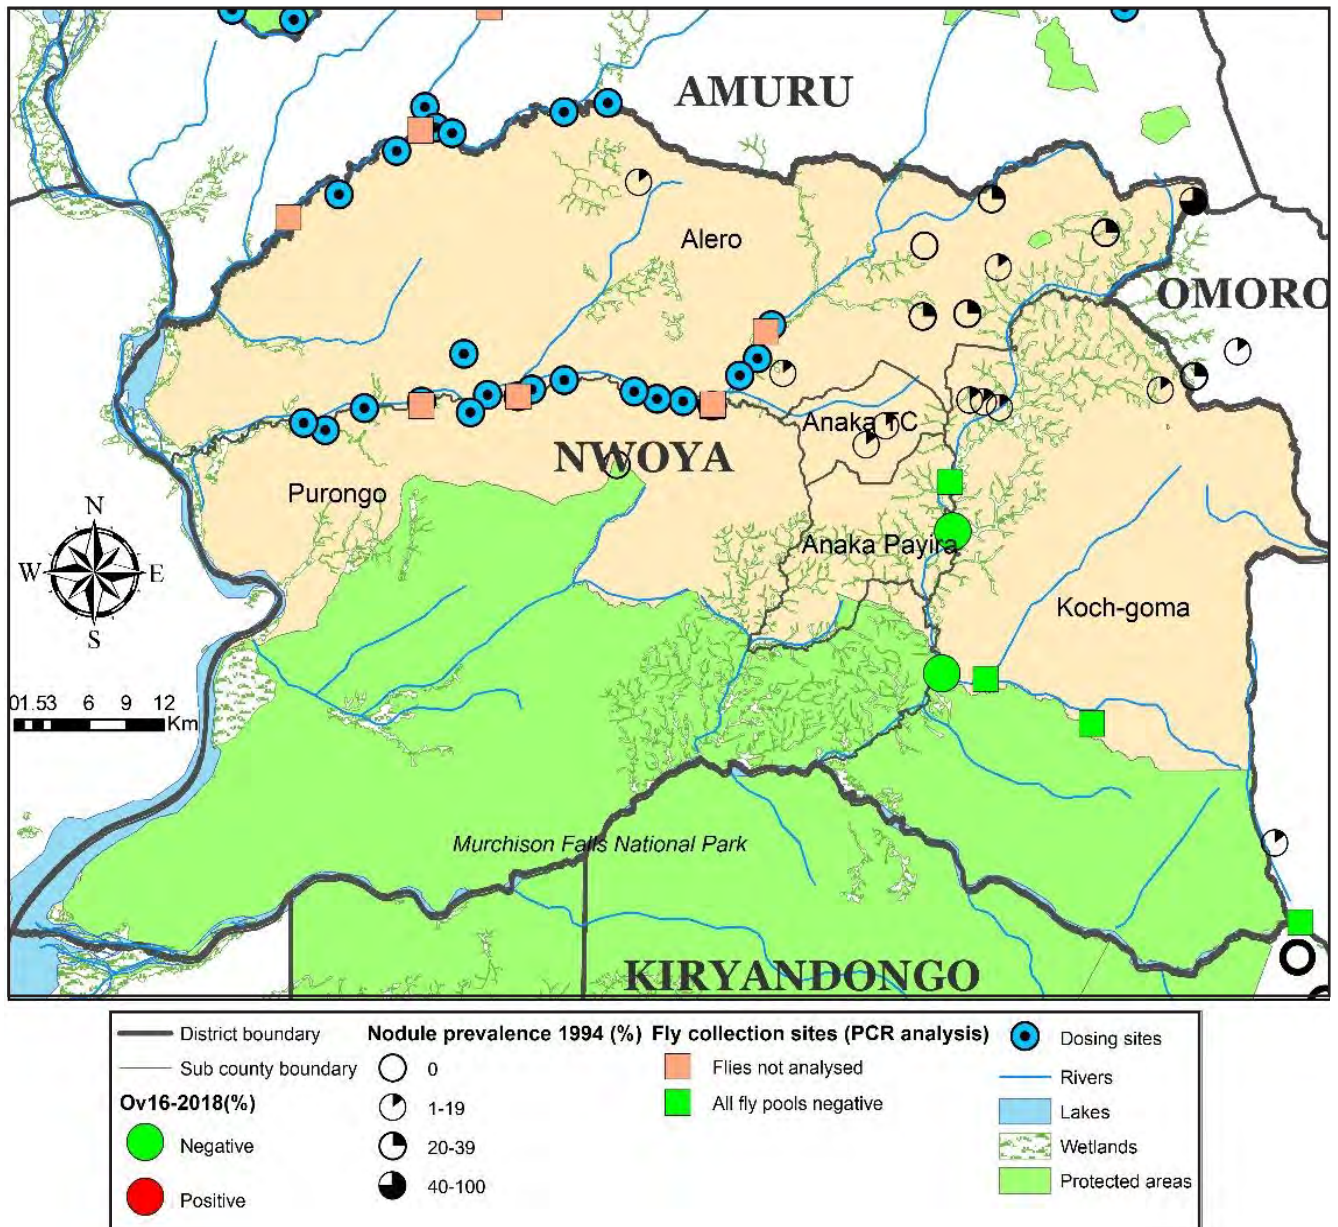 AMURU
Alero
OMORO
Anaka TC
NWOYA
Purongo
N
W E
S
Anaka Payira
Koch-goma
01.53 6 9 12
Km
Murchison Falls National Park
KIRYANDONGO
District boundary
Sub county boundary
Ov16-2018(%)
Negative
Positive
Nodule prevalence 1994 (%)
0
1-19
20-39
40-100
Fly collection sites (PCR analysis)
Flies not analysed
All fly pools negative
Dosing sites
Rivers
Lakes
Wetlands
Protected areas